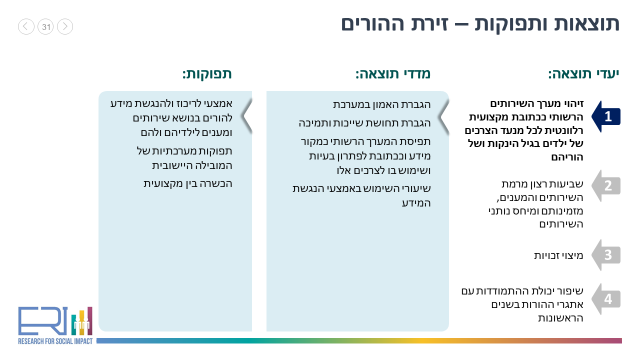 תוצאות ותפוקות – זירת ההורים
31
יעדי תוצאה:
1
זיהוי מערך השירותים
הרשותי ככתובת מקצועית
רלוונטית לכל מנעד הצרכים
של ילדים בגיל הינקות ושל
הוריהם
2
שביעות רצון מרמת
השירותים והמענים,
מזמינותם ומיחס נותני
השירותים
3
מיצוי זכויות
4
שיפור יכולת ההתמודדות עם
אתגרי ההורות בשנים
הראשונות
מדדי תוצאה:
הגברת האמון במערכת
הגברת תחושת שייכות ותמיכה
תפיסת המערך הרשותי כמקור
מידע וככתובת לפתרון בעיות
ושימוש בו לצרכים אלו
שיעורי השימוש באמצעי הנגשת
המידע
תפוקות:
אמצעי לריכוז ולהנגשת מידע
להורים בנושא שירותים
ומענים לילדיהם ולהם
תפוקות מערכתיות של
המובילה היישובית
הכשרה בין מקצועית
ERI
RESEARCH FOR SOCIAL IMPACT